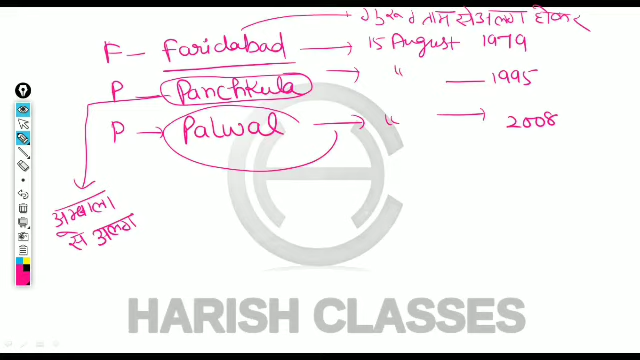 गुड़गांव से अलग होकर
F - Faridabad → 15 August 1979
P - Panchkula → " — 1995
P → Palwal → " → 2008
अम्बाला
से अलग
HARISH CLASSES